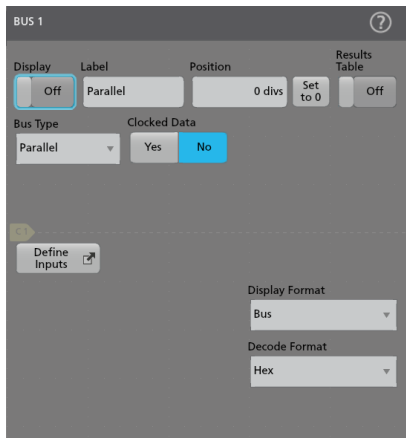 BUS 1
?
Display
Label
Position
Results
Table
Off
Parallel
0 divs
Set
to 0
Off
Bus Type
Clocked Data
Parallel
Yes
No
C1
Define
Inputs
Display Format
Bus
Decode Format
Hex